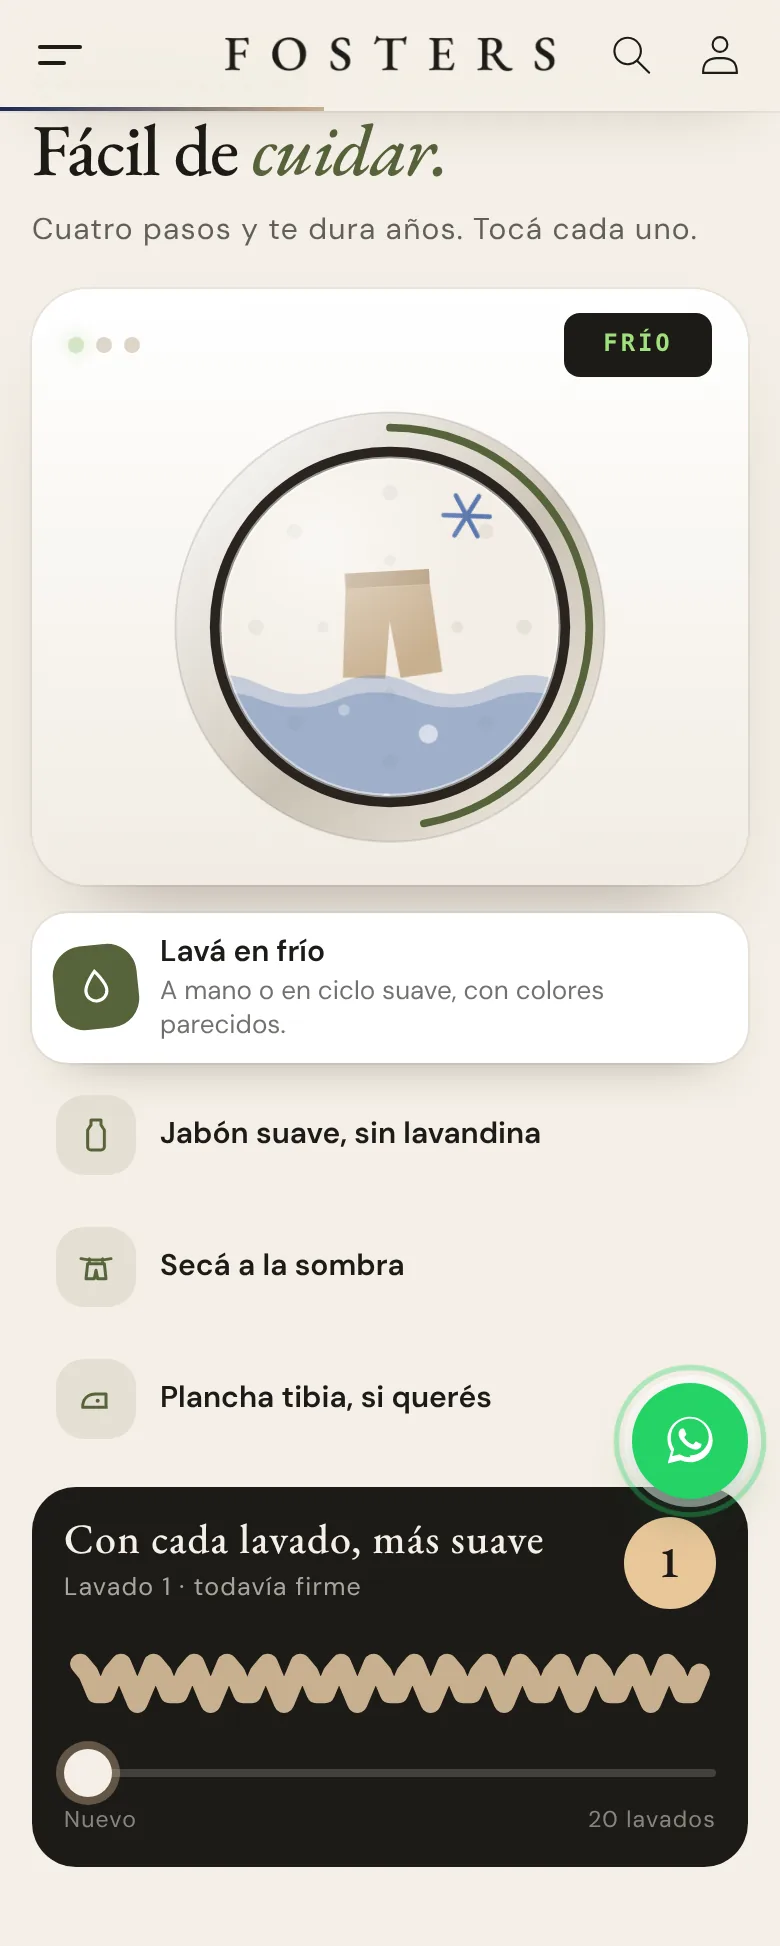 FOSTERS
Fácil de cuidar.
Cuatro pasos y te dura años. Tocá cada uno.
FRÍO
Lavá en frío
A mano o en ciclo suave, con colores
parecidos.
Jabón suave, sin lavandina
Secá a la sombra
Plancha tibia, si querés
Con cada lavado, más suave
1
Lavado 1 · todavía firme
Nuevo
20 lavados